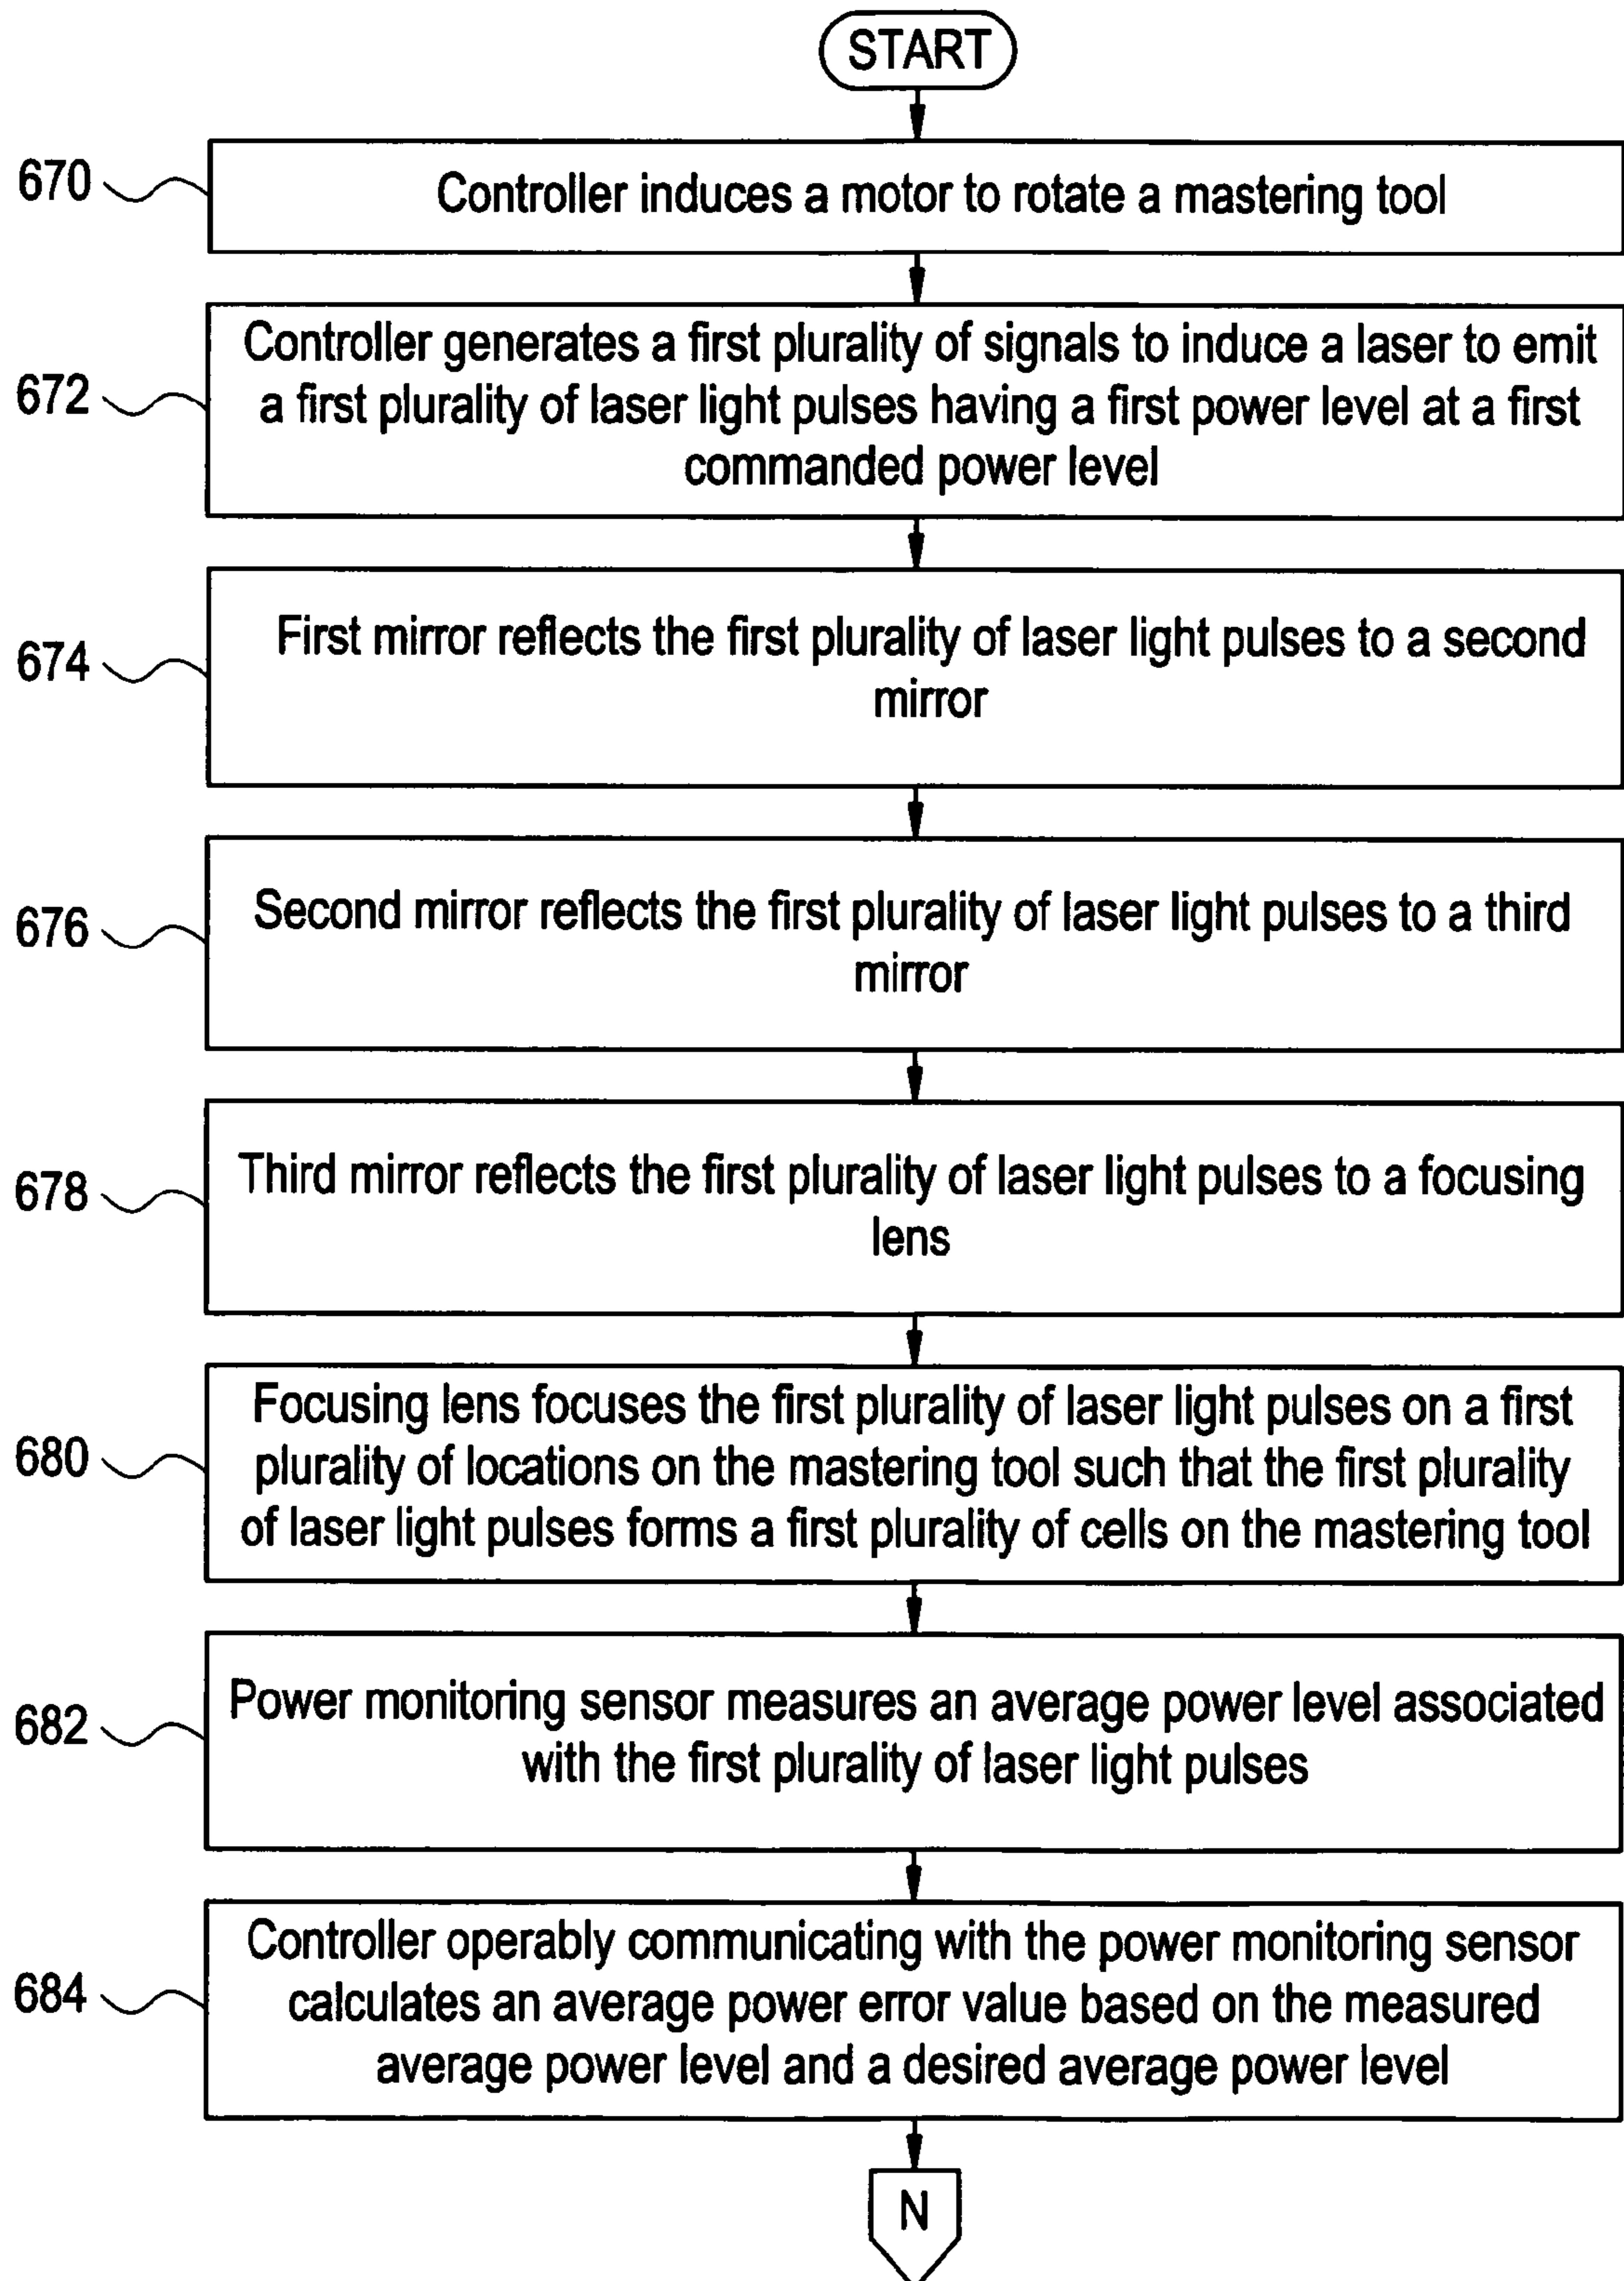 START
670
Controller induces a motor to rotate a mastering tool
672
Controller generates a first plurality of signals to induce a laser to emit
a first plurality of laser light pulses having a first power level at a first
commanded power level
674
First mirror reflects the first plurality of laser light pulses to a second
mirror
676
Second mirror reflects the first plurality of laser light pulses to a third
mirror
678
Third mirror reflects the first plurality of laser light pulses to a focusing
lens
680
Focusing lens focuses the first plurality of laser light pulses on a first
plurality of locations on the mastering tool such that the first plurality
of laser light pulses forms a first plurality of cells on the mastering tool
682
Power monitoring sensor measures an average power level associated
with the first plurality of laser light pulses
684
Controller operably communicating with the power monitoring sensor
calculates an average power error value based on the measured
average power level and a desired average power level
N